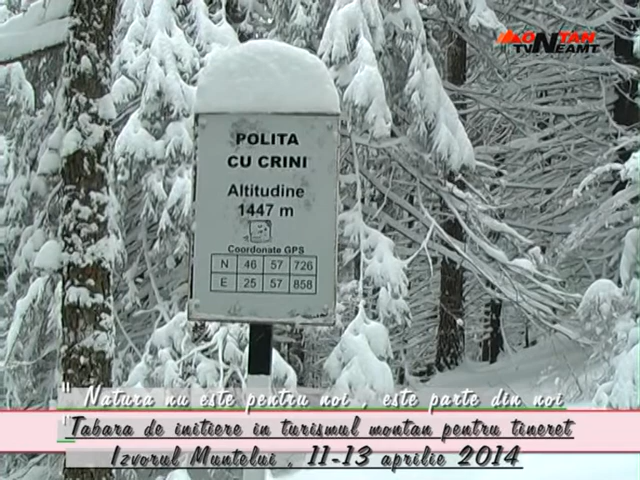 MONTAN
TV NEAMT
POLITA
CU CRINI
Altitudine
1447 m
Coordonate GPS
N 46 57 726
E 25 57 858
" Natura nu este pentru noi , este parte din noi
"Tabara de initiere in turismul montan pentru tineret
Izvorul Muntelui , 11-13 aprilie 2014